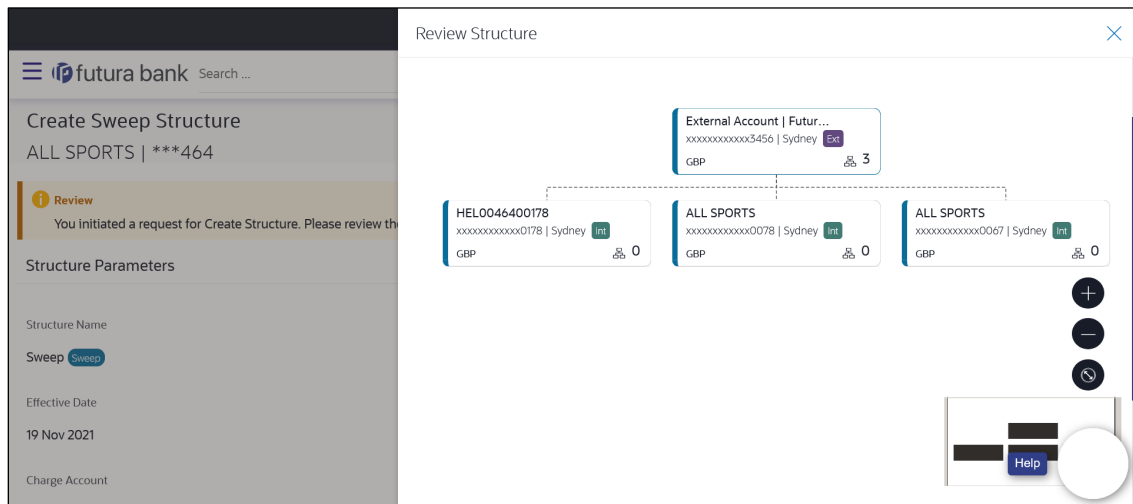 Review Structure
futura bank Search ...
Create Sweep Structure
ALL SPORTS | ***464
Review
You initiated a request for Create Structure. Please review the
Structure Parameters
Structure Name
Sweep Sweep
Effective Date
19 Nov 2021
Charge Account
External Account | Futur...
xxxxxxxxxxxx3456 | Sydney Ext
GBP 3
HEL0046400178
xxxxxxxxxxxx0178 | Sydney Int
GBP 0
ALL SPORTS
xxxxxxxxxxxx0078 | Sydney Int
GBP 0
ALL SPORTS
xxxxxxxxxxxx0067 | Sydney Int
GBP 0
Help